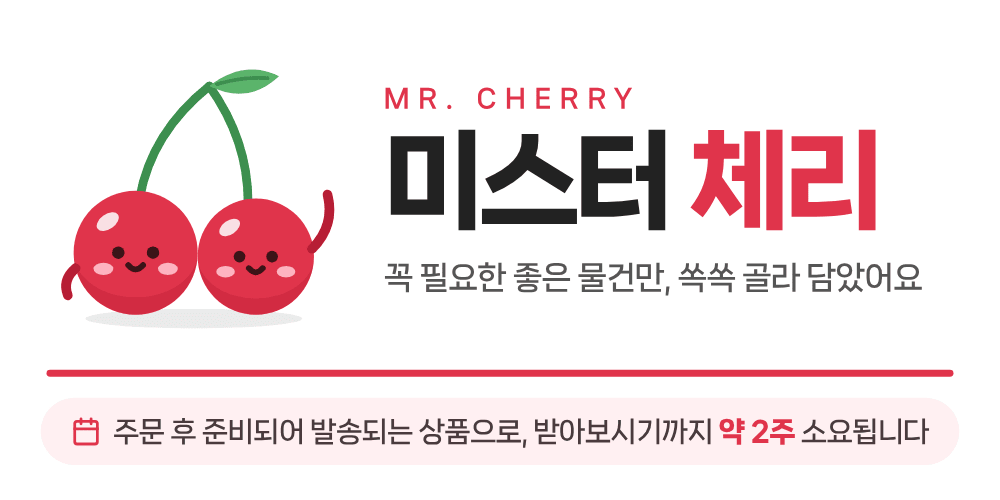 MR. CHERRY
미스터 체리
꼭 필요한 좋은 물건만, 쏙쏙 골라 담았어요
주문 후 준비되어 발송되는 상품으로, 받아보시기까지 약 2주 소요됩니다